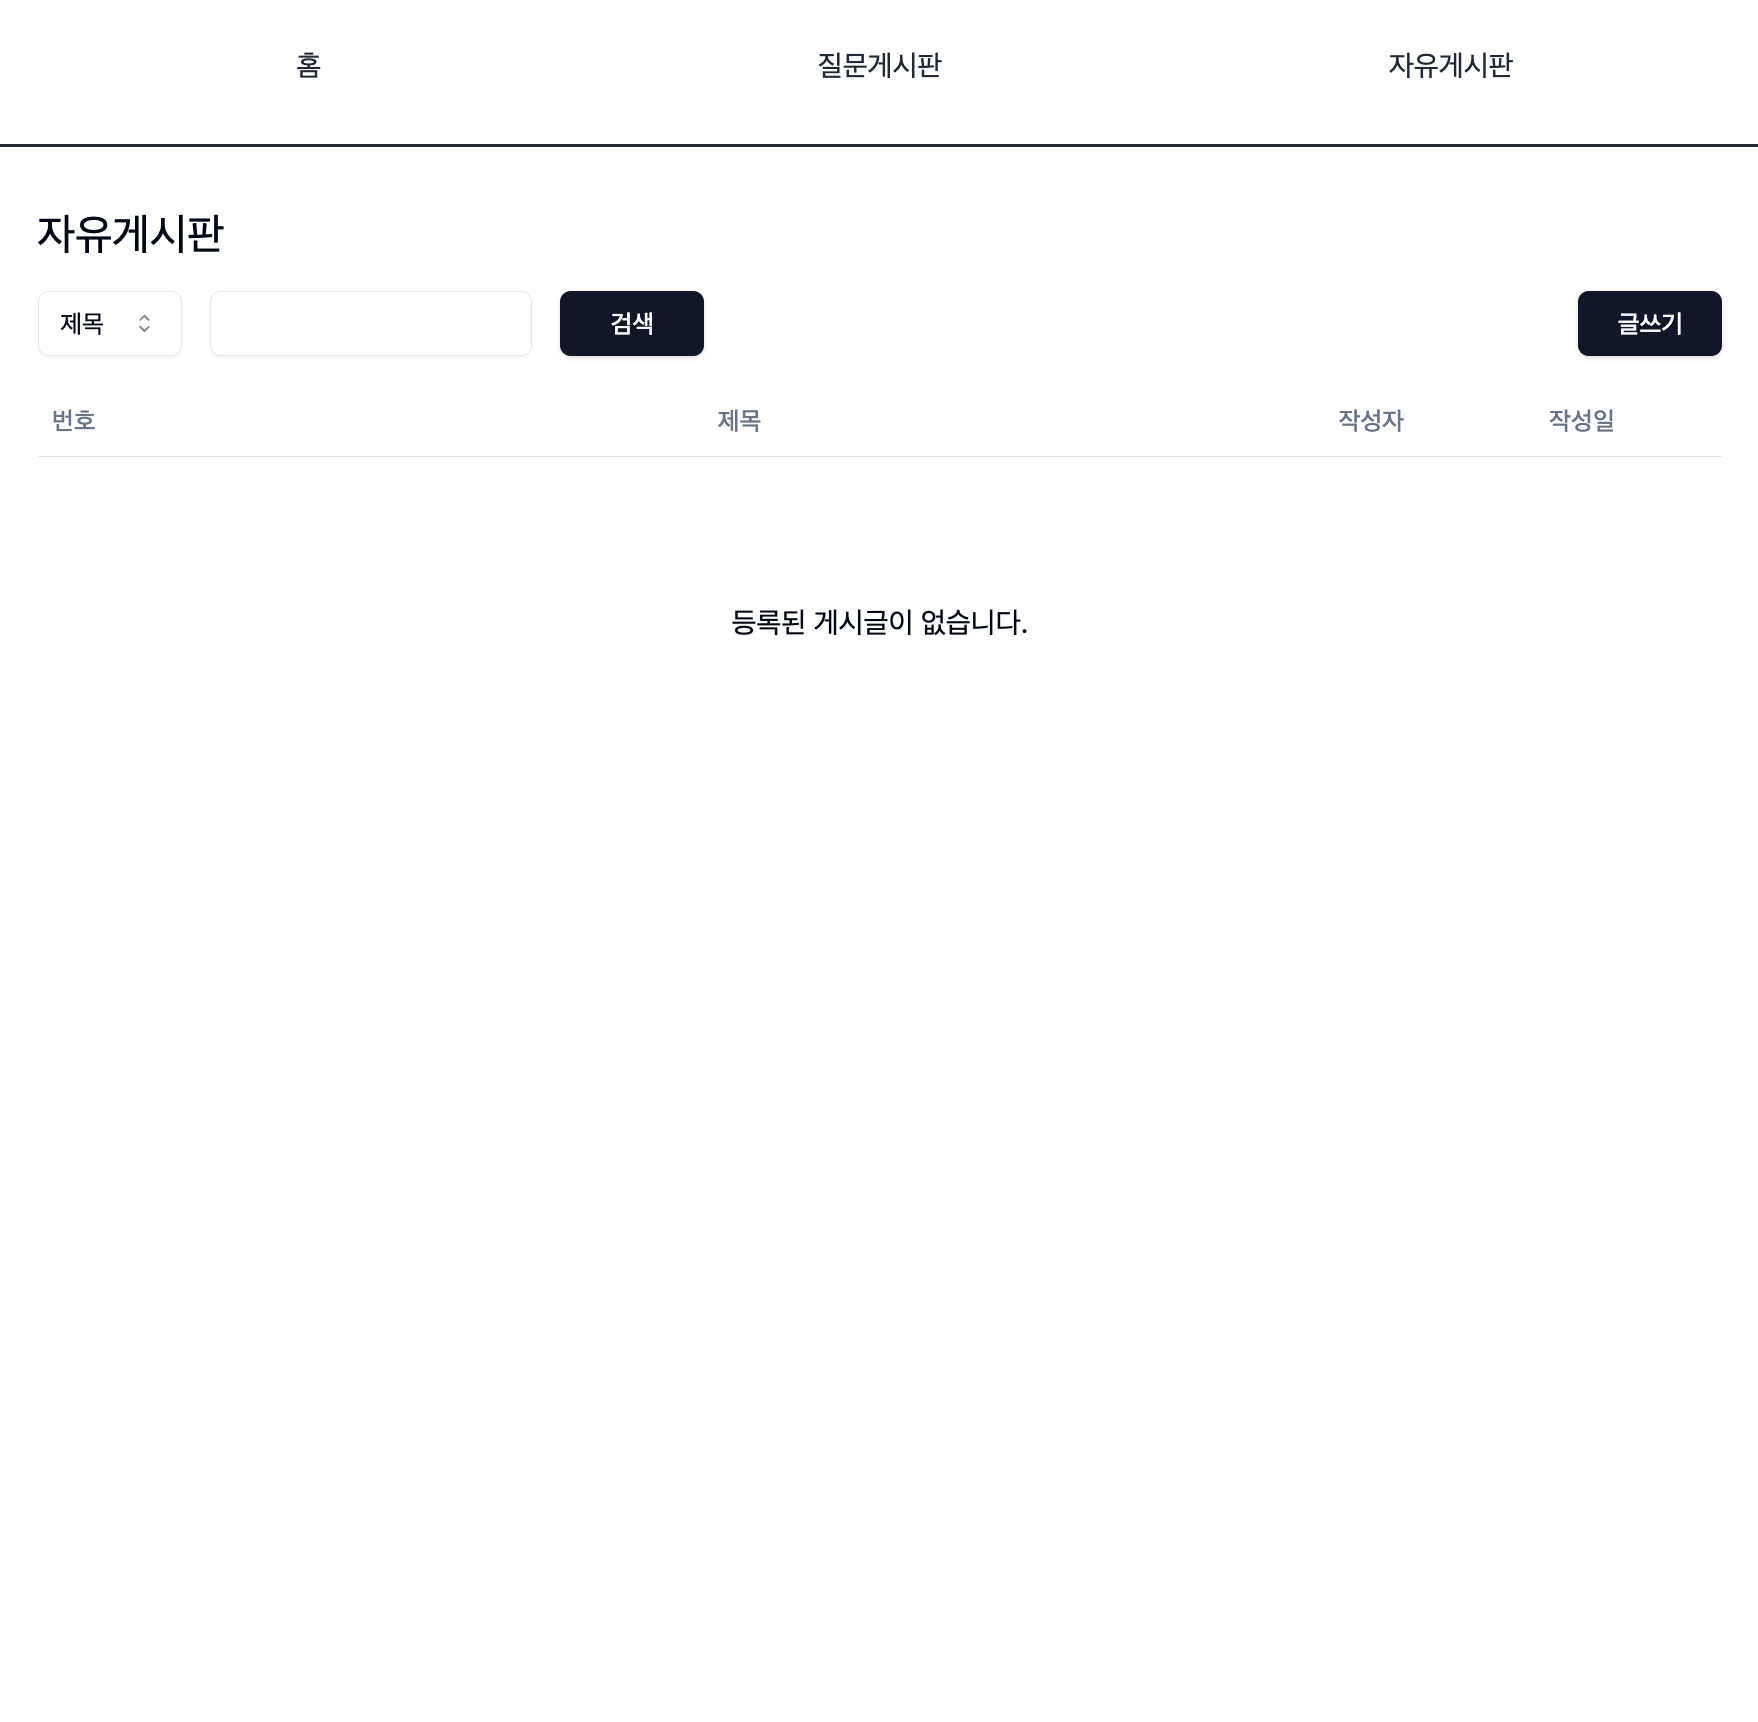 홈 질문게시판 자유게시판
자유게시판
제목 검색 글쓰기
번호 제목 작성자 작성일
등록된 게시글이 없습니다.